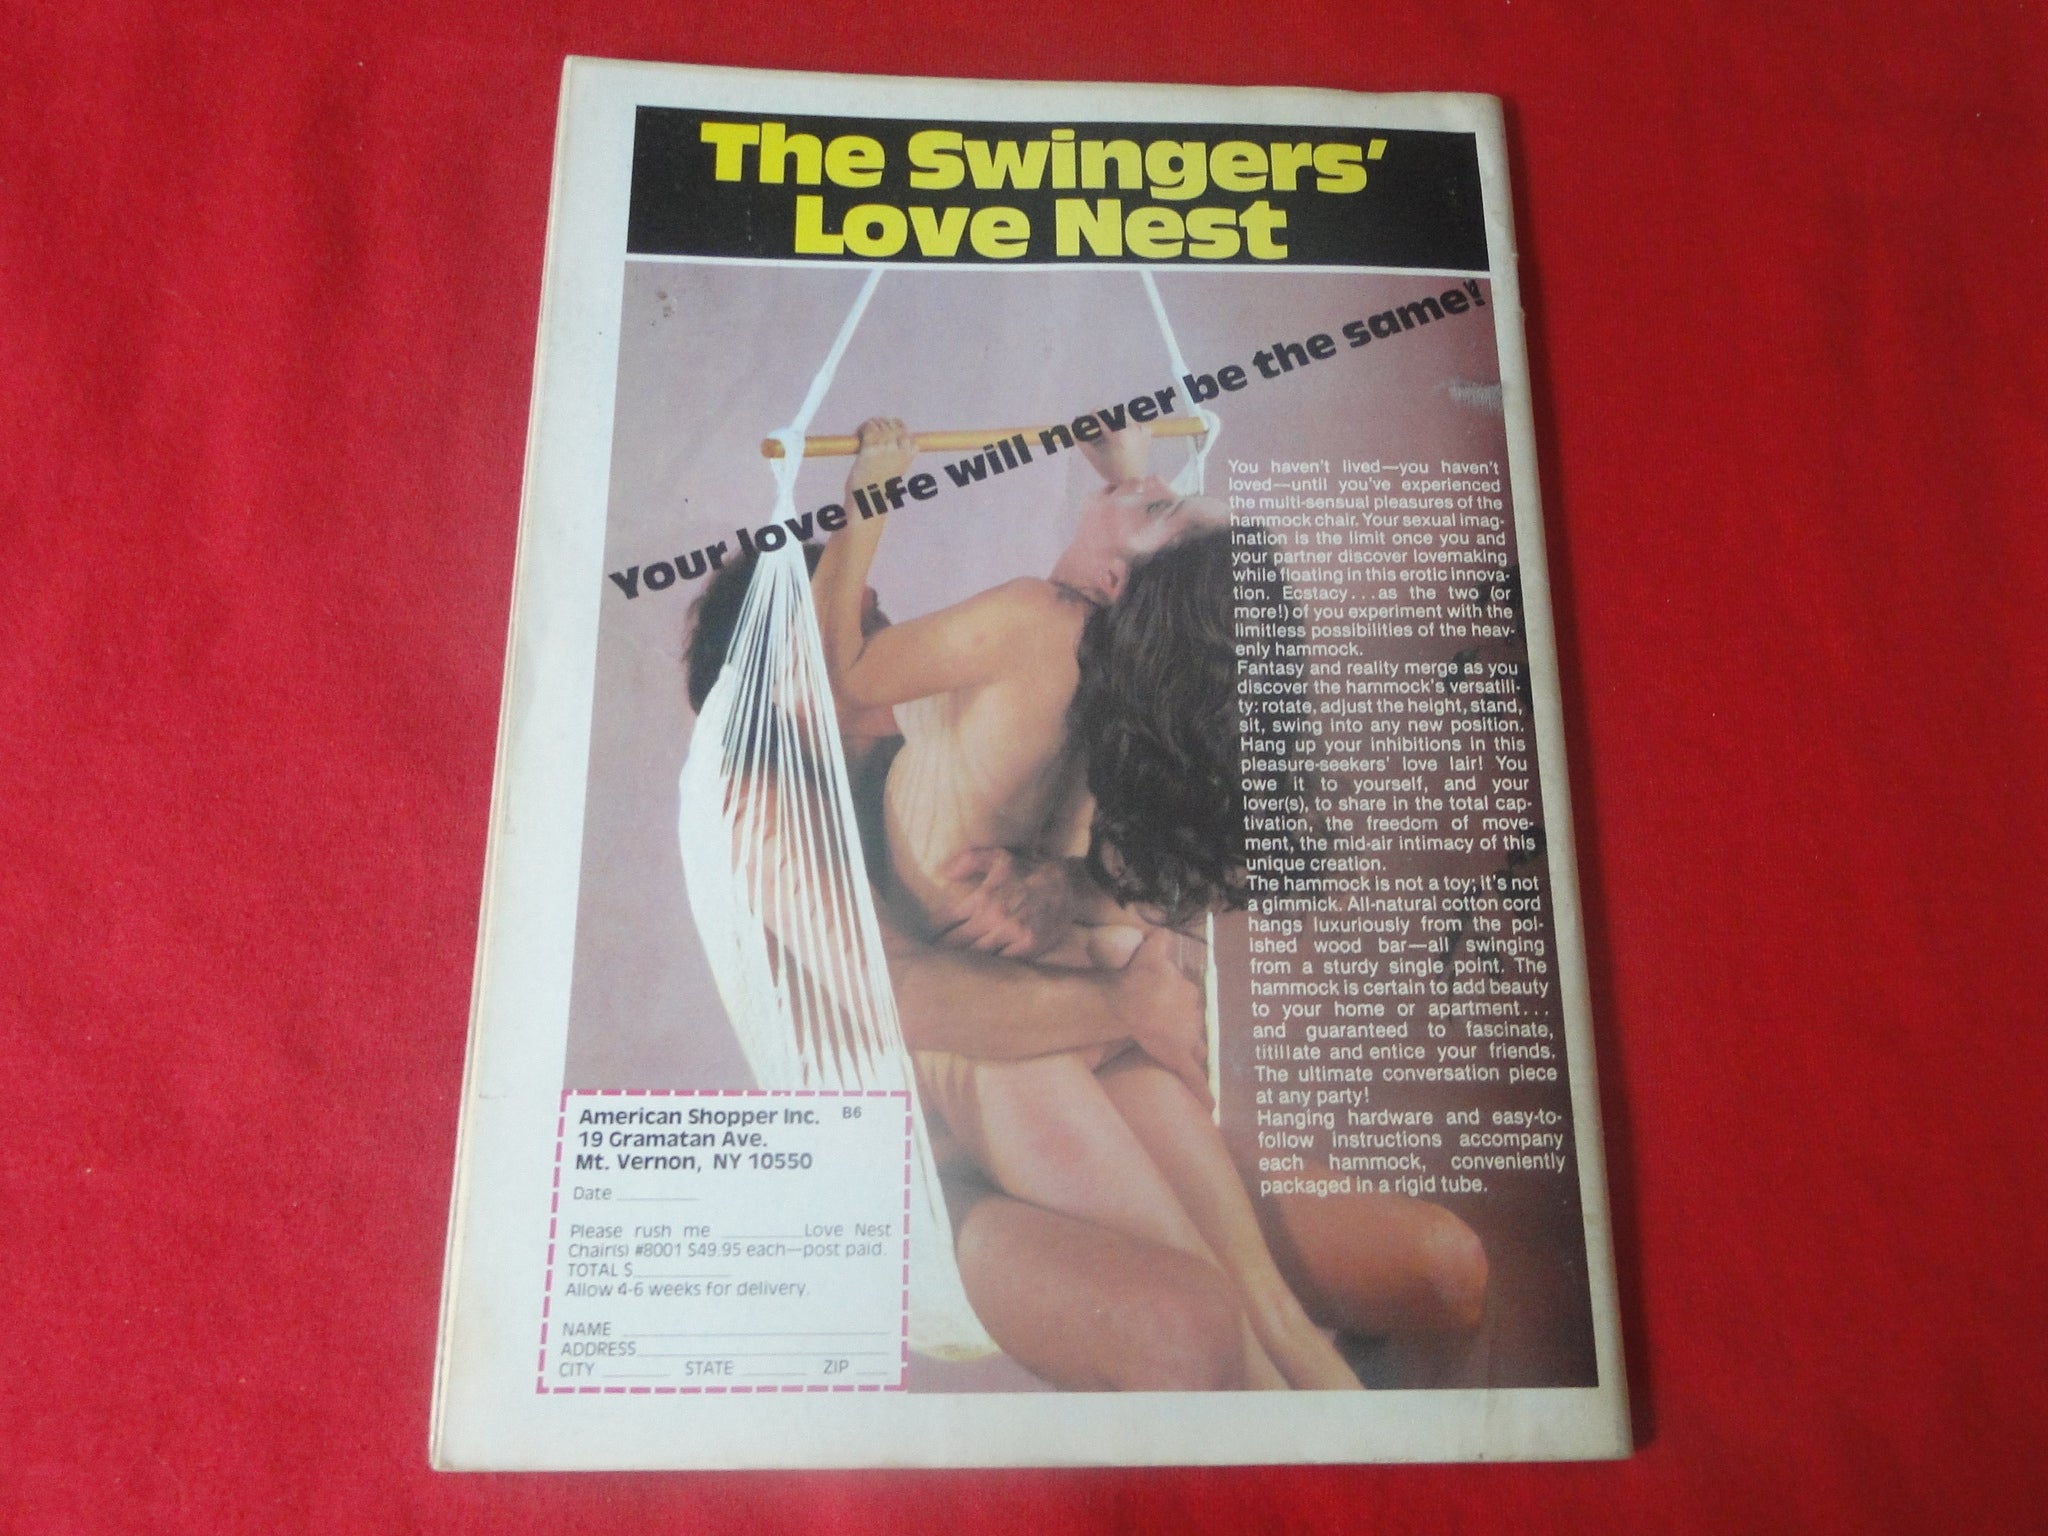 The Swingers'
Love Nest
Your love life will never be the same!
You haven't lived—you haven't
loved—until you've experienced
the multi-sensual pleasures of the
hammock chair. Your sexual imag-
ination is the limit once you and
your partner discover lovemaking
while floating in this erotic innova-
tion. Ecstacy...as the two (or
more!) of you experiment with the
limitless possibilities of the heav-
enly hammock.
Fantasy and reality merge as you
discover the hammock's versatili-
ty: rotate, adjust the height, stand,
sit, swing into any new position.
Hang up your inhibitions in this
pleasure-seekers' love lair! You
owe it to yourself, and your
lover(s), to share in the total cap-
tivation, the freedom of move-
ment, the mid-air intimacy of this
unique creation.
The hammock is not a toy; it's not
a gimmick. All-natural cotton cord
hangs luxuriously from the pol-
ished wood bar—all swinging
from a sturdy single point. The
hammock is certain to add beauty
to your home or apartment...
and guaranteed to fascinate,
titillate and entice your friends.
The ultimate conversation piece
at any party!
Hanging hardware and easy-to-
follow instructions accompany
each hammock, conveniently
packaged in a rigid tube.
American Shopper Inc. B6
19 Gramatan Ave.
Mt. Vernon, NY 10550
Date
Please rush me Love Nest
Chair(s) #8001 $49.95 each—post paid.
TOTAL $
Allow 4-6 weeks for delivery.
NAME
ADDRESS
CITY STATE ZIP